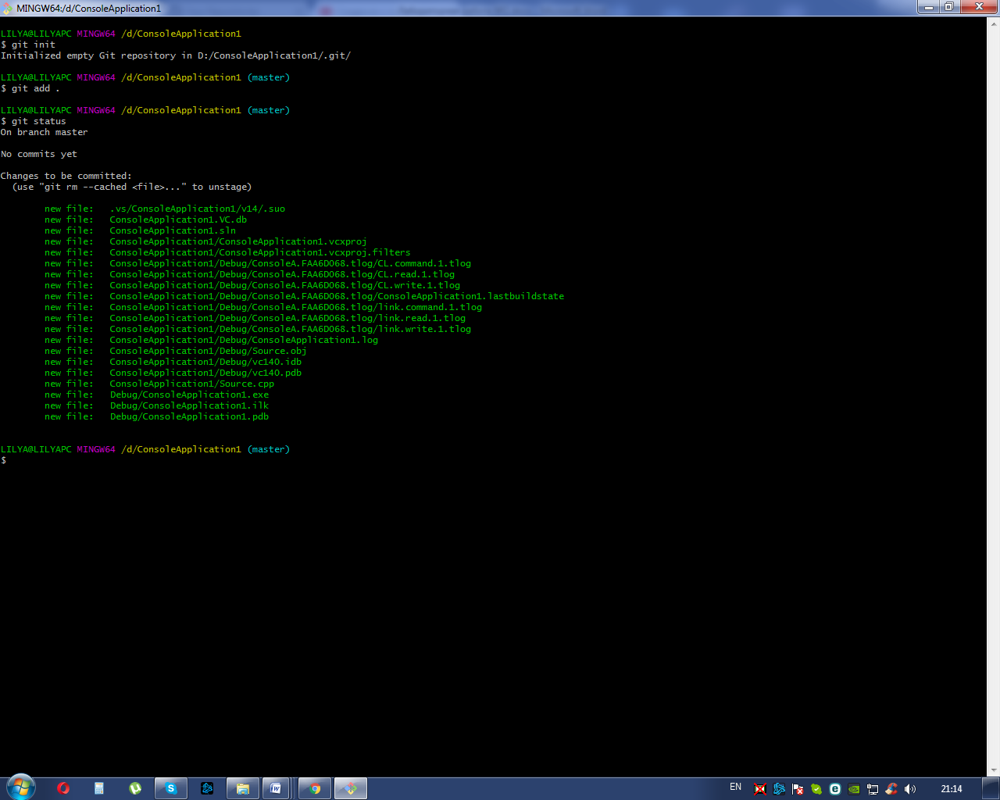 MINGW64:/d/ConsoleApplication1
LILYA@LILYAPC MINGW64 /d/ConsoleApplication1
$ git init
Initialized empty Git repository in D:/ConsoleApplication1/.git/
LILYA@LILYAPC MINGW64 /d/ConsoleApplication1 (master)
$ git add .
LILYA@LILYAPC MINGW64 /d/ConsoleApplication1 (master)
$ git status
On branch master
No commits yet
Changes to be committed:
  (use "git rm --cached <file>..." to unstage)
        new file:   .vs/ConsoleApplication1/v14/.suo
        new file:   ConsoleApplication1.VC.db
        new file:   ConsoleApplication1.sln
        new file:   ConsoleApplication1/ConsoleApplication1.vcxproj
        new file:   ConsoleApplication1/ConsoleApplication1.vcxproj.filters
        new file:   ConsoleApplication1/Debug/ConsoleA.FAA6D068.tlog/CL.command.1.tlog
        new file:   ConsoleApplication1/Debug/ConsoleA.FAA6D068.tlog/CL.read.1.tlog
        new file:   ConsoleApplication1/Debug/ConsoleA.FAA6D068.tlog/CL.write.1.tlog
        new file:   ConsoleApplication1/Debug/ConsoleA.FAA6D068.tlog/ConsoleApplication1.lastbuildstate
        new file:   ConsoleApplication1/Debug/ConsoleA.FAA6D068.tlog/link.command.1.tlog
        new file:   ConsoleApplication1/Debug/ConsoleA.FAA6D068.tlog/link.read.1.tlog
        new file:   ConsoleApplication1/Debug/ConsoleA.FAA6D068.tlog/link.write.1.tlog
        new file:   ConsoleApplication1/Debug/ConsoleApplication1.log
        new file:   ConsoleApplication1/Debug/Source.obj
        new file:   ConsoleApplication1/Debug/vc140.idb
        new file:   ConsoleApplication1/Debug/vc140.pdb
        new file:   ConsoleApplication1/Source.cpp
        new file:   Debug/ConsoleApplication1.exe
        new file:   Debug/ConsoleApplication1.ilk
        new file:   Debug/ConsoleApplication1.pdb
LILYA@LILYAPC MINGW64 /d/ConsoleApplication1 (master)
$
EN 21:14